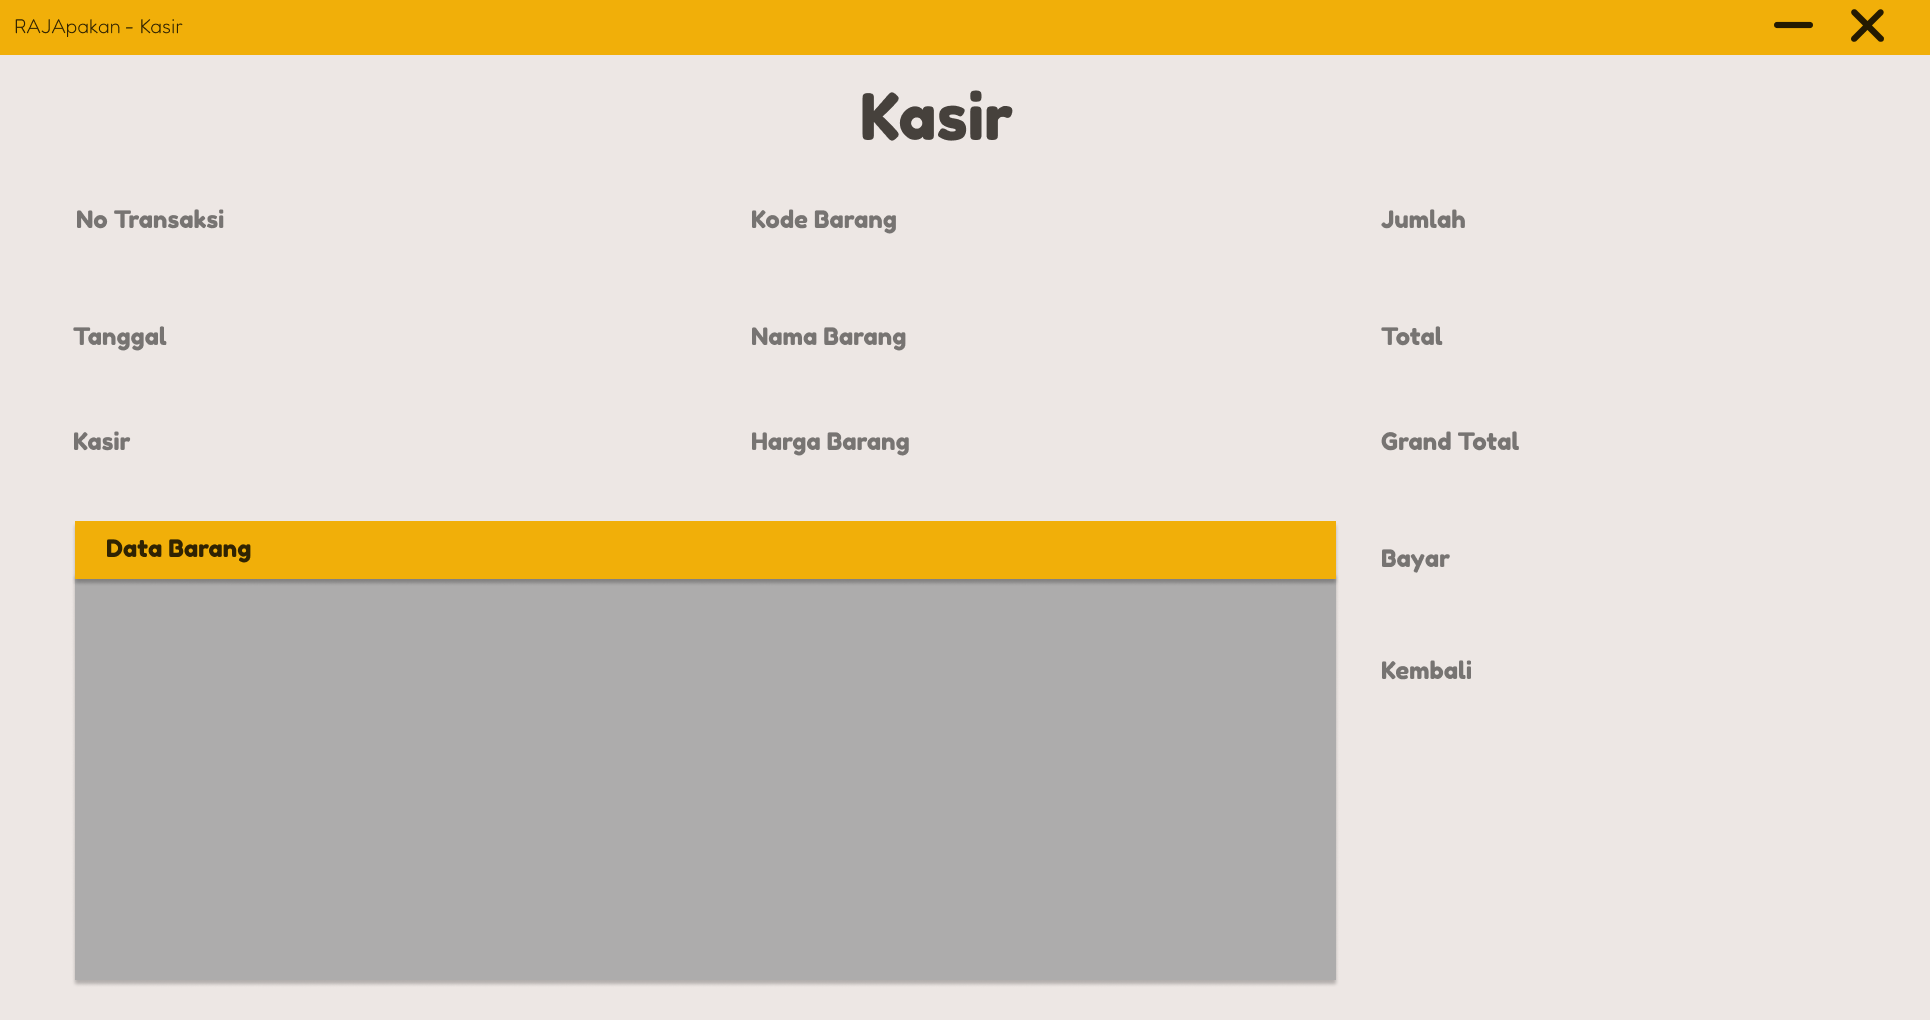 RAJApakan - Kasir
Kasir
No Transaksi
Kode Barang
Jumlah
Tanggal
Nama Barang
Total
Kasir
Harga Barang
Grand Total
Data Barang
Bayar
Kembali